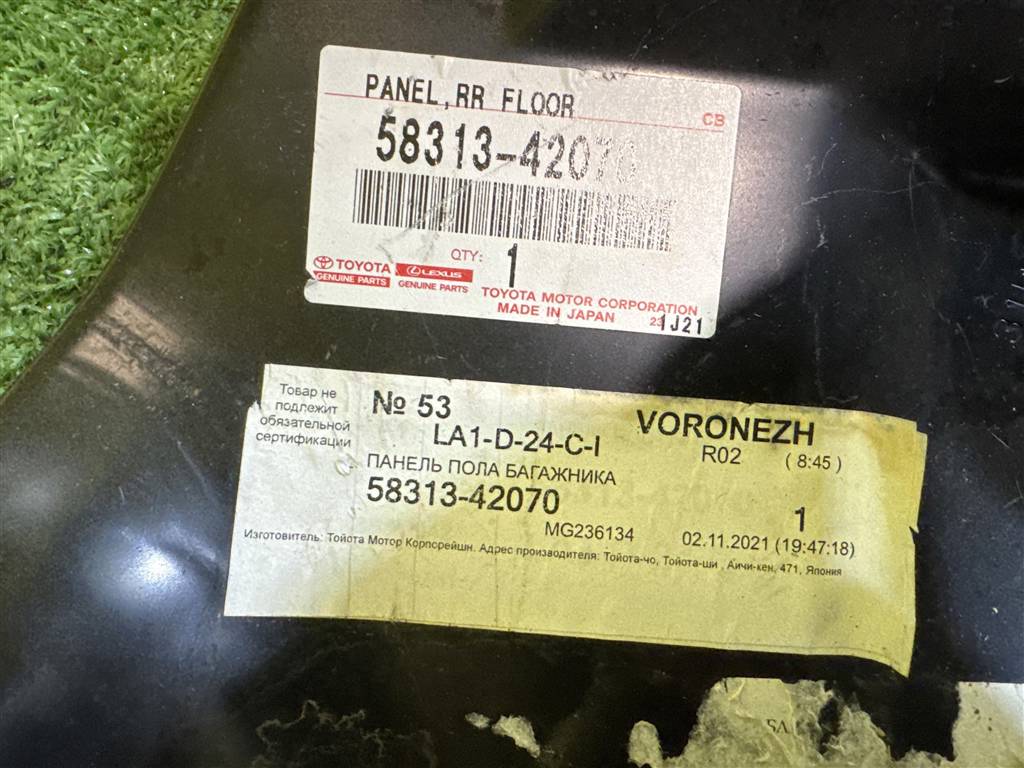 PANEL,RR FLOOR
CB
58313-42070
QTY: 1
TOYOTA LEXUS
GENUINE PARTS GENUINE PARTS
TOYOTA MOTOR CORPORATION
MADE IN JAPAN
1J21
Товар не
подлежит
обязательной
сертификации
№ 53
VORONEZH
LA1-D-24-C-I
R02 ( 8:45 )
ПАНЕЛЬ ПОЛА БАГАЖНИКА
58313-42070
1
MG236134 02.11.2021 (19:47:18)
Изготовитель: Тойота Мотор Корпорейшн. Адрес производителя: Тойота-чо, Тойота-ши , Аичи-кен, 471, Япония